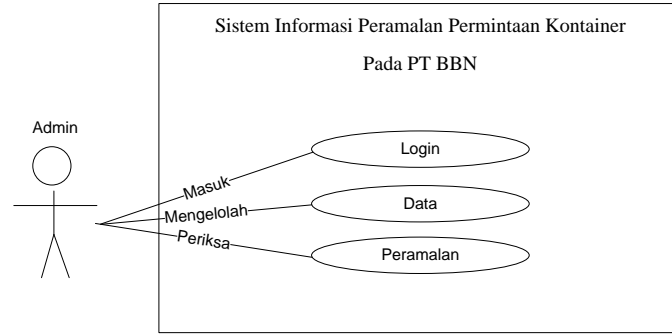 Sistem Informasi Peramalan Permintaan Kontainer
Pada PT BBN
Admin
Masuk
Login
Mengelolah
Data
Periksa
Peramalan